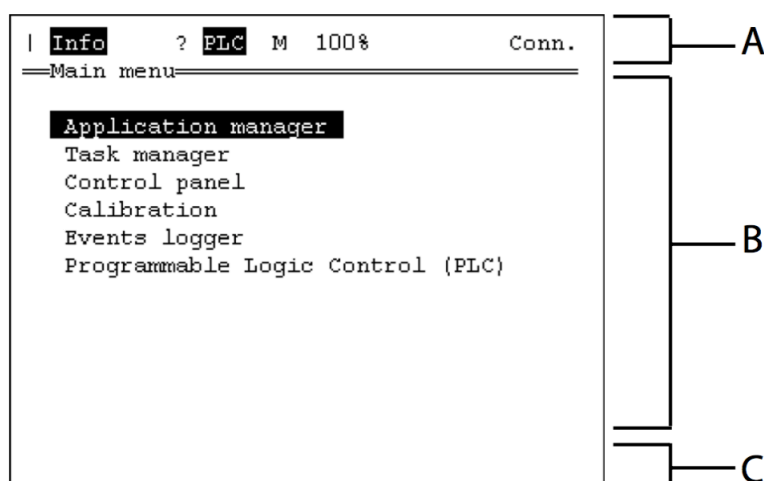 | Info ? PLC M 100% Conn.
Main menu
Application manager
Task manager
Control panel
Calibration
Events logger
Programmable Logic Control (PLC)
A
B
C